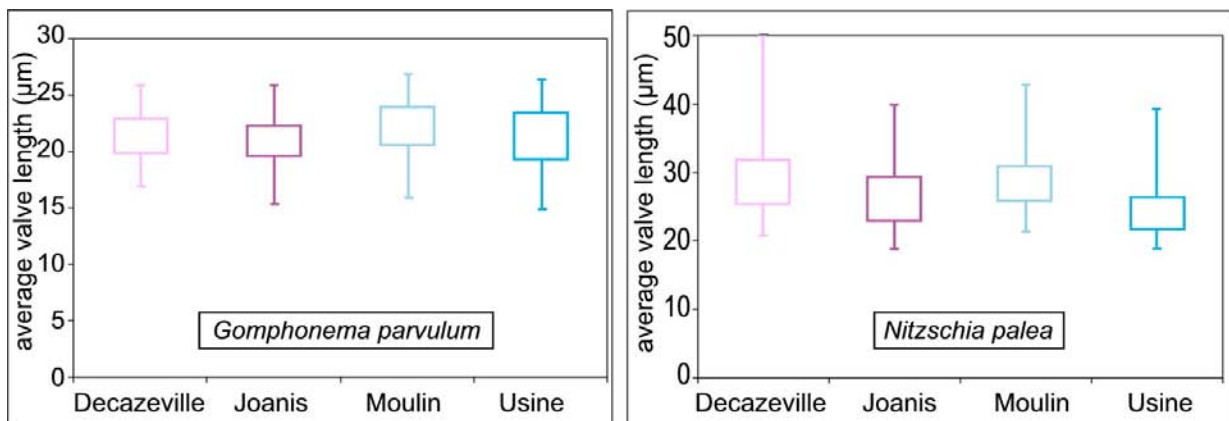 average valve length (µm)
30
25
20
15
10
5
0
Gomphonema parvulum
Decazeville Joanis Moulin Usine
average valve length (µm)
50
40
30
20
10
0
Nitzschia palea
Decazeville Joanis Moulin Usine